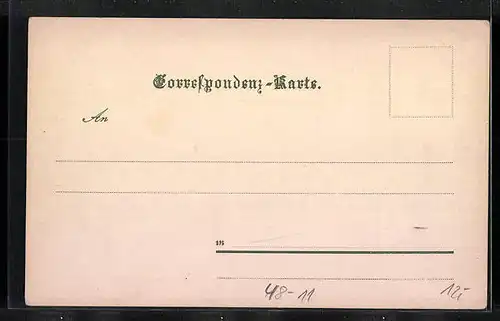 Correſpondenz-Karte.
An
in
48-11
12,-